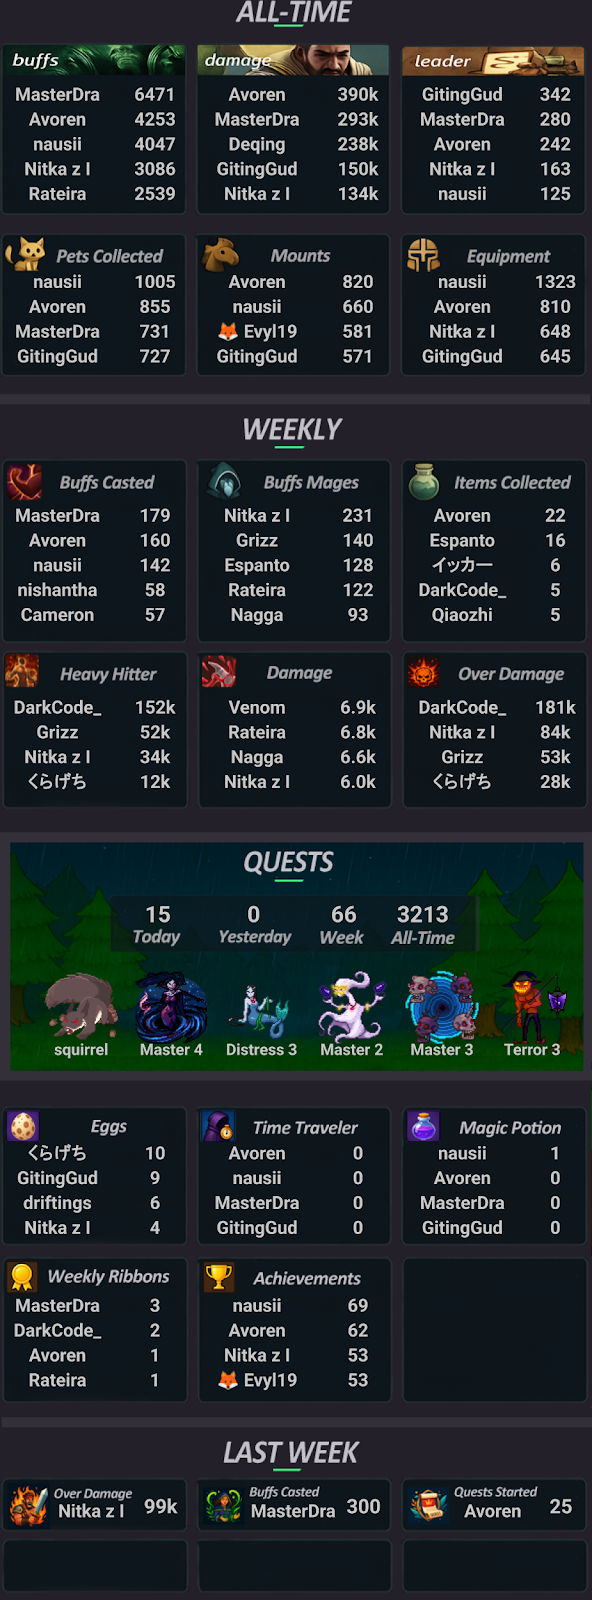 ALL-TIME
buffs damage leader
MasterDra 6471 Avoren 390k GitingGud 342
Avoren 4253 MasterDra 293k MasterDra 280
nausii 4047 Deqing 238k Avoren 242
Nitka z l 3086 GitingGud 150k Nitka z l 163
Rateira 2539 Nitka z l 134k nausii 125
Pets Collected Mounts Equipment
nausii 1005 Avoren 820 nausii 1323
Avoren 855 nausii 660 Avoren 810
MasterDra 731 🦊 Evyl19 581 Nitka z l 648
GitingGud 727 GitingGud 571 GitingGud 645
WEEKLY
Buffs Casted Buffs Mages Items Collected
MasterDra 179 Nitka z l 231 Avoren 22
Avoren 160 Grizz 140 Espanto 16
nausii 142 Espanto 128 イッカー 6
nishantha 58 Rateira 122 DarkCode_ 5
Cameron 57 Nagga 93 Qiaozhi 5
Heavy Hitter Damage Over Damage
DarkCode_ 152k Venom 6.9k DarkCode_ 181k
Grizz 52k Rateira 6.8k Nitka z l 84k
Nitka z l 34k Nagga 6.6k Grizz 53k
くらげち 12k Nitka z l 6.0k くらげち 28k
QUESTS
15 0 66 3213
Today Yesterday Week All-Time
squirrel Master 4 Distress 3 Master 2 Master 3 Terror 3
Eggs Time Traveler Magic Potion
くらげち 10 Avoren 0 nausii 1
GitingGud 9 nausii 0 Avoren 0
driftings 6 MasterDra 0 MasterDra 0
Nitka z l 4 GitingGud 0 GitingGud 0
Weekly Ribbons Achievements
MasterDra 3 nausii 69
DarkCode_ 2 Avoren 62
Avoren 1 Nitka z l 53
Rateira 1 🦊 Evyl19 53
LAST WEEK
Over Damage Buffs Casted Quests Started
Nitka z l 99k MasterDra 300 Avoren 25